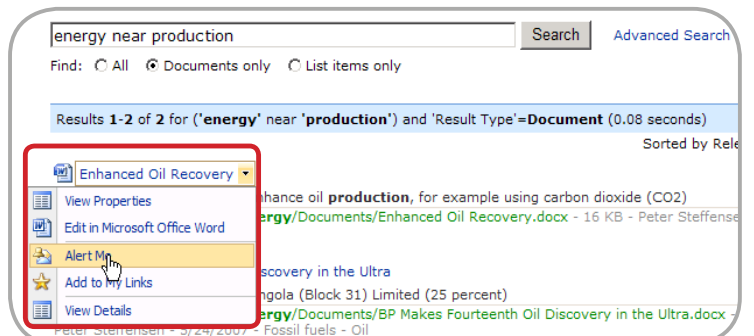 energy near production Search Advanced Search
Find: All Documents only List items only
Results 1-2 of 2 for ('energy' near 'production') and 'Result Type'=Document (0.08 seconds)
Sorted by Rele
Enhanced Oil Recovery
View Properties
hance oil production, for example using carbon dioxide (CO2)
ergy/Documents/Enhanced Oil Recovery.docx - 16 KB - Peter Steffense
Edit in Microsoft Office Word
Alert Me
scovery in the Ultra
Add to My Links
ngola (Block 31) Limited (25 percent)
View Details
ergy/Documents/BP Makes Fourteenth Oil Discovery in the Ultra.docx -
Peter Steffensen - 5/24/2007 - Fossil fuels - Oil